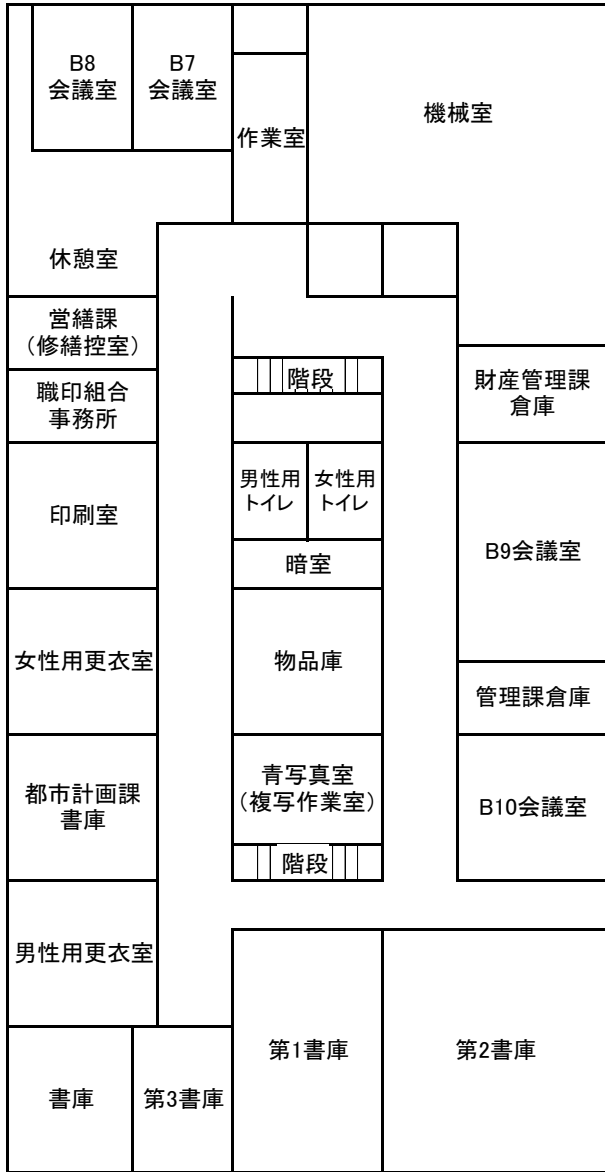 B8
会議室
B7
会議室
作業室
機械室
休憩室
営繕課
（修繕控室）
階段
職印組合
事務所
財産管理課
倉庫
男性用
トイレ
女性用
トイレ
印刷室
B9会議室
暗室
女性用更衣室
物品庫
管理課倉庫
都市計画課
書庫
青写真室
（複写作業室）
B10会議室
階段
男性用更衣室
第1書庫
第2書庫
書庫
第3書庫